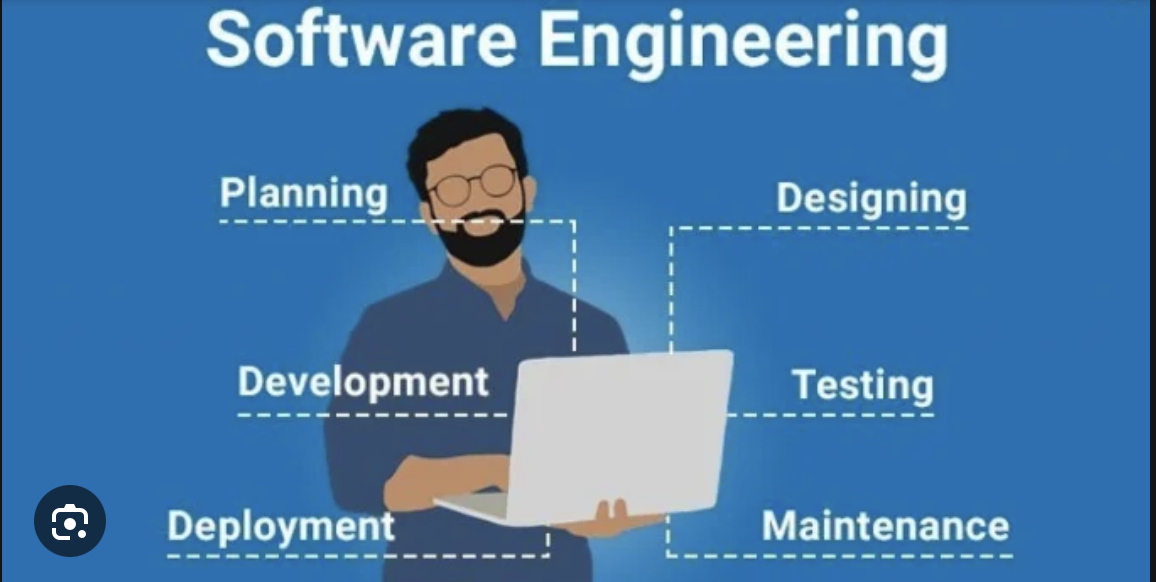 Software Engineering
Planning
Designing
Development
Testing
Deployment
Maintenance